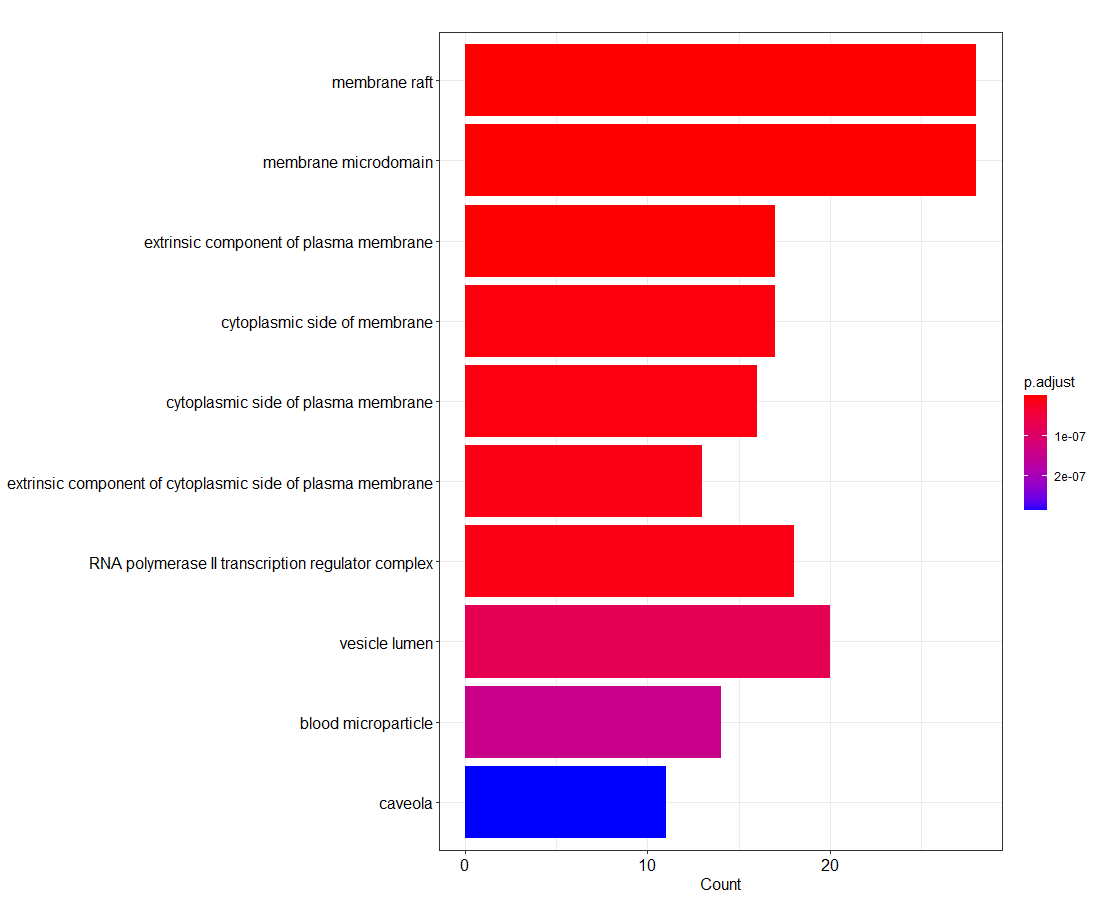 membrane raft
membrane microdomain
extrinsic component of plasma membrane
cytoplasmic side of membrane
cytoplasmic side of plasma membrane
extrinsic component of cytoplasmic side of plasma membrane
RNA polymerase II transcription regulator complex
vesicle lumen
blood microparticle
caveola
0 10 20
Count
p.adjust
1e-07
2e-07